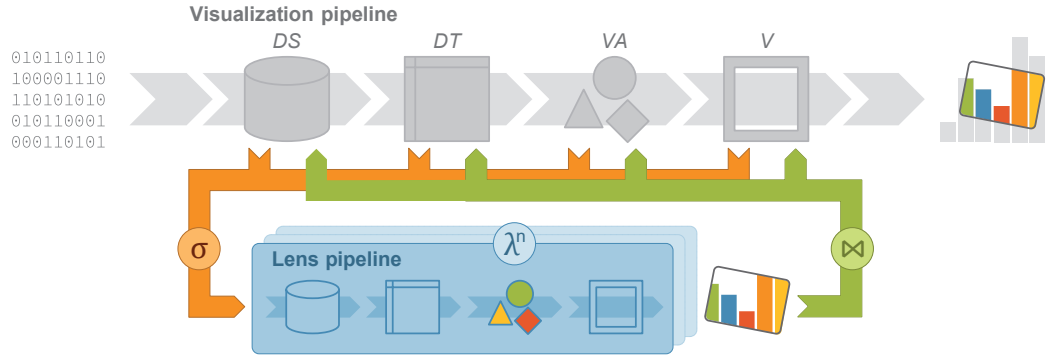 Visualization pipeline
DS
DT
VA
V
010110110
100001110
110101010
010110001
000110101
σ
λⁿ
⋈
Lens pipeline